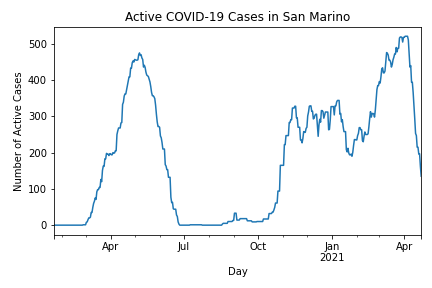 Active COVID-19 Cases in San Marino
Number of Active Cases
500
400
300
200
100
0
Apr
Jul
Oct
Jan
2021
Apr
Day